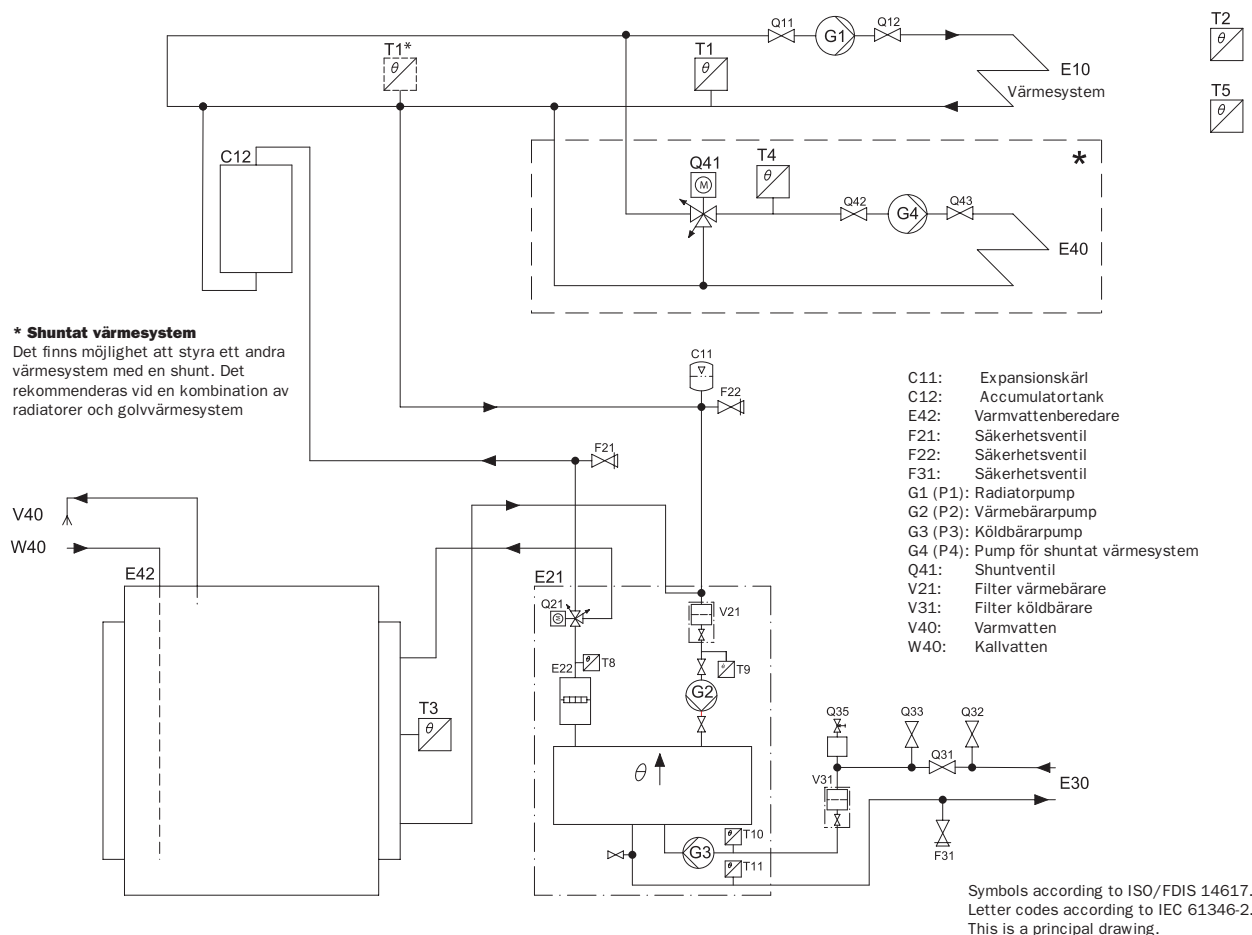 Q11
G1
Q12
T2
θ
T1*
θ
T1
θ
E10
Värmesystem
T5
θ
C12
Q41
M
T4
θ
*
Q42
G4
Q43
E40
* Shuntat värmesystem
Det finns möjlighet att styra ett andra
värmesystem med en shunt. Det
rekommenderas vid en kombination av
radiatorer och golvvärmesystem
C11
F22
F21
C11: Expansionskärl
C12: Accumulatortank
E42: Varmvattenberedare
F21: Säkerhetsventil
F22: Säkerhetsventil
F31: Säkerhetsventil
G1 (P1): Radiatorpump
G2 (P2): Värmebärarpump
G3 (P3): Köldbärarpump
G4 (P4): Pump för shuntat värmesystem
Q41: Shuntventil
V21: Filter värmebärare
V31: Filter köldbärare
V40: Varmvatten
W40: Kallvatten
V40
W40
E42
E21
Q21
M
V21
E22
θ
T8
θ
T9
G2
T3
θ
θ
Q35
Q33
Q32
Q31
V31
E30
θ
T10
G3
θ
T11
F31
Symbols according to ISO/FDIS 14617.
Letter codes according to IEC 61346-2.
This is a principal drawing.